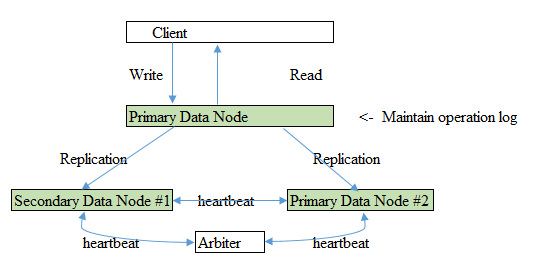 Client
Write
Read
Primary Data Node
<- Maintain operation log
Replication
Replication
Secondary Data Node #1
heartbeat
Primary Data Node #2
heartbeat
Arbiter
heartbeat